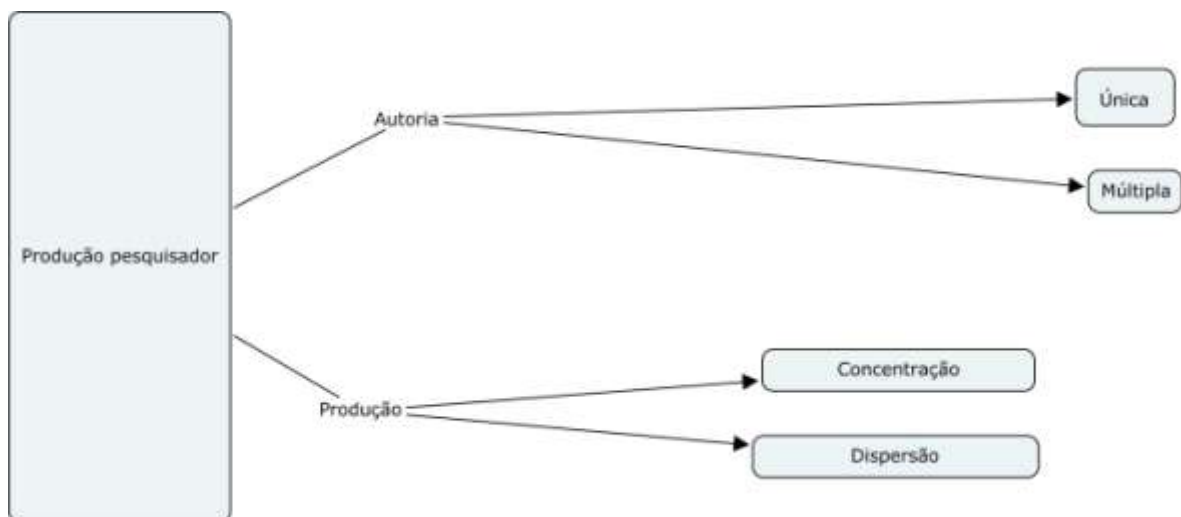 Única
Autoria
Múltipla
Produção pesquisador
Concentração
Produção
Dispersão